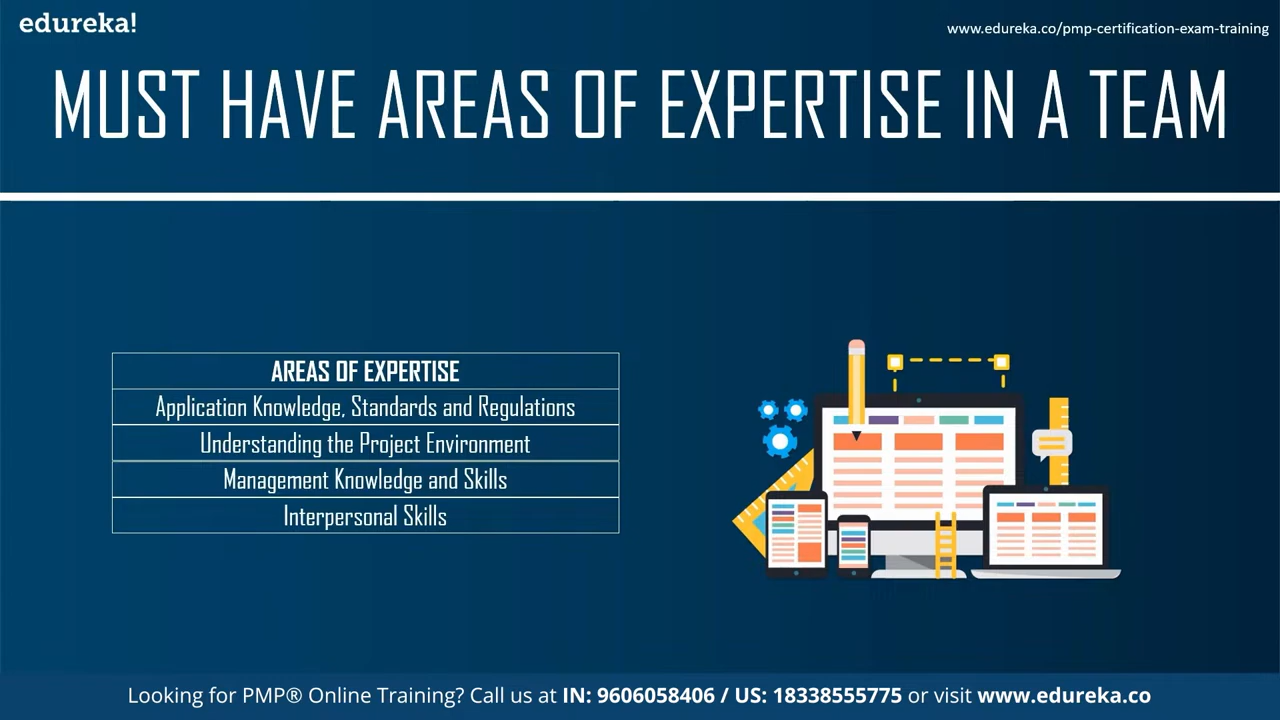 edureka!
www.edureka.co/pmp-certification-exam-training
MUST HAVE AREAS OF EXPERTISE IN A TEAM
AREAS OF EXPERTISE
Application Knowledge, Standards and Regulations
Understanding the Project Environment
Management Knowledge and Skills
Interpersonal Skills
Looking for PMP® Online Training? Call us at IN: 9606058406 / US: 18338555775 or visit www.edureka.co